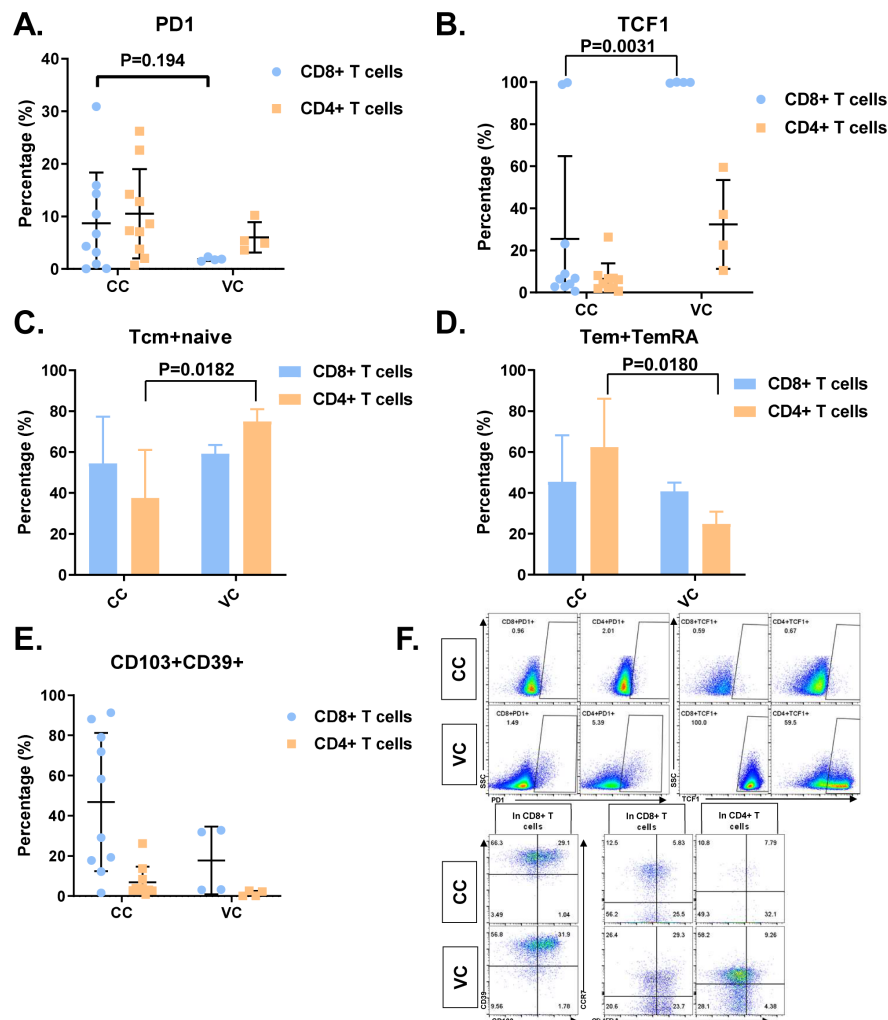 A.
PD1
P=0.194
CD8+ T cells
CD4+ T cells
Percentage (%)
40
30
20
10
0
CC
VC
B.
TCF1
P=0.0031
CD8+ T cells
CD4+ T cells
Percentage (%)
100
80
60
40
20
0
CC
VC
C.
Tcm+naive
P=0.0182
CD8+ T cells
CD4+ T cells
Percentage (%)
100
80
60
40
20
0
CC
VC
D.
Tem+TemRA
P=0.0180
CD8+ T cells
CD4+ T cells
Percentage (%)
100
80
60
40
20
0
CC
VC
E.
CD103+CD39+
CD8+ T cells
CD4+ T cells
Percentage (%)
100
80
60
40
20
0
CC
VC
F.
CC
CD8+PD1+
0.96
CD4+PD1+
2.01
CD8+TCF1+
0.59
CD4+TCF1+
0.67
VC
CD8+PD1+
1.49
CD4+PD1+
5.39
CD8+TCF1+
100.0
CD4+TCF1+
59.5
SSC
PD1
SSC
TCF1
In CD8+ T
cells
In CD8+ T
cells
In CD4+ T
cells
CC
66.3 29.1
3.49 1.04
12.5 5.83
56.2 25.5
10.8 7.79
49.3 32.1
VC
56.8 31.9
9.56 1.78
26.4 29.3
20.6 23.7
58.2 9.26
28.1 4.38
CD39
CCR7